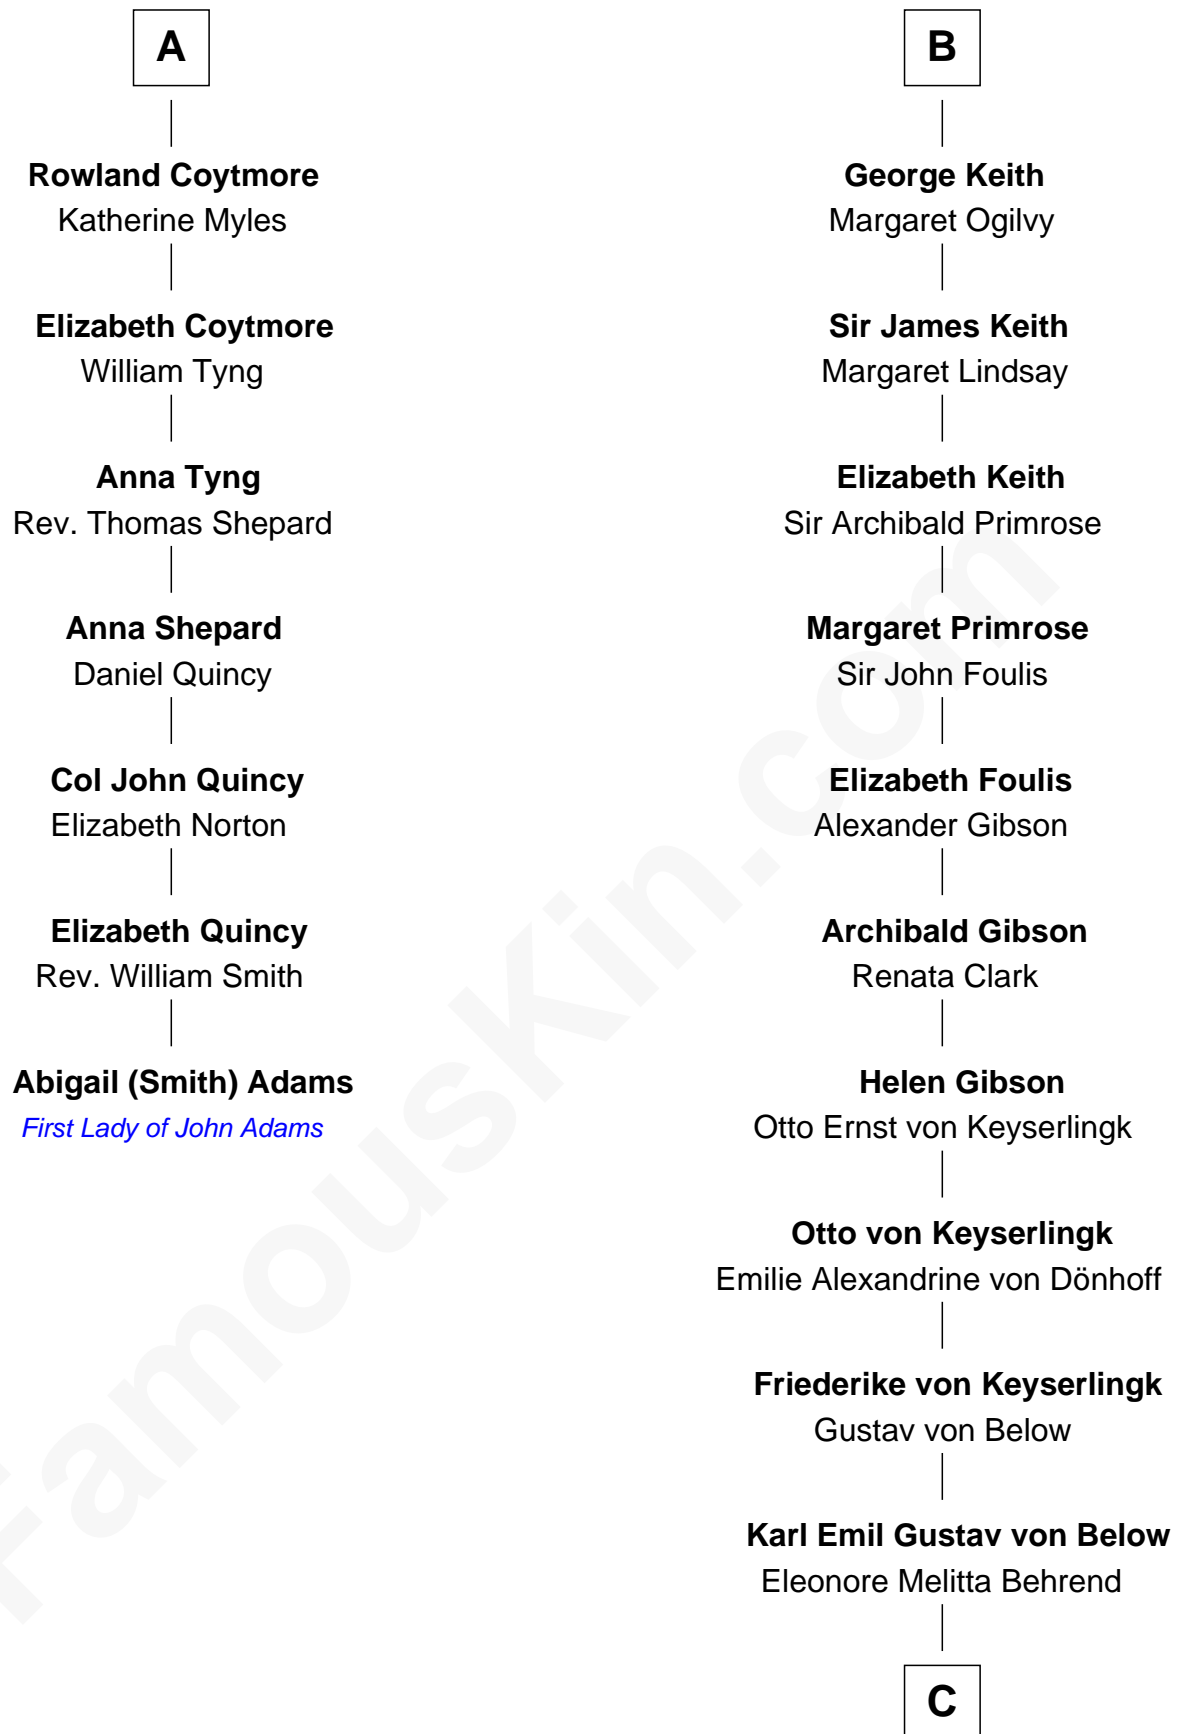 A
Rowland Coytmore
Katherine Myles
Elizabeth Coytmore
William Tyng
Anna Tyng
Rev. Thomas Shepard
Anna Shepard
Daniel Quincy
Col John Quincy
Elizabeth Norton
Elizabeth Quincy
Rev. William Smith
Abigail (Smith) Adams
First Lady of John Adams
B
George Keith
Margaret Ogilvy
Sir James Keith
Margaret Lindsay
Elizabeth Keith
Sir Archibald Primrose
Margaret Primrose
Sir John Foulis
Elizabeth Foulis
Alexander Gibson
Archibald Gibson
Renata Clark
Helen Gibson
Otto Ernst von Keyserlingk
Otto von Keyserlingk
Emilie Alexandrine von Dönhoff
Friederike von Keyserlingk
Gustav von Below
Karl Emil Gustav von Below
Eleonore Melitta Behrend
C
FamousKin.com